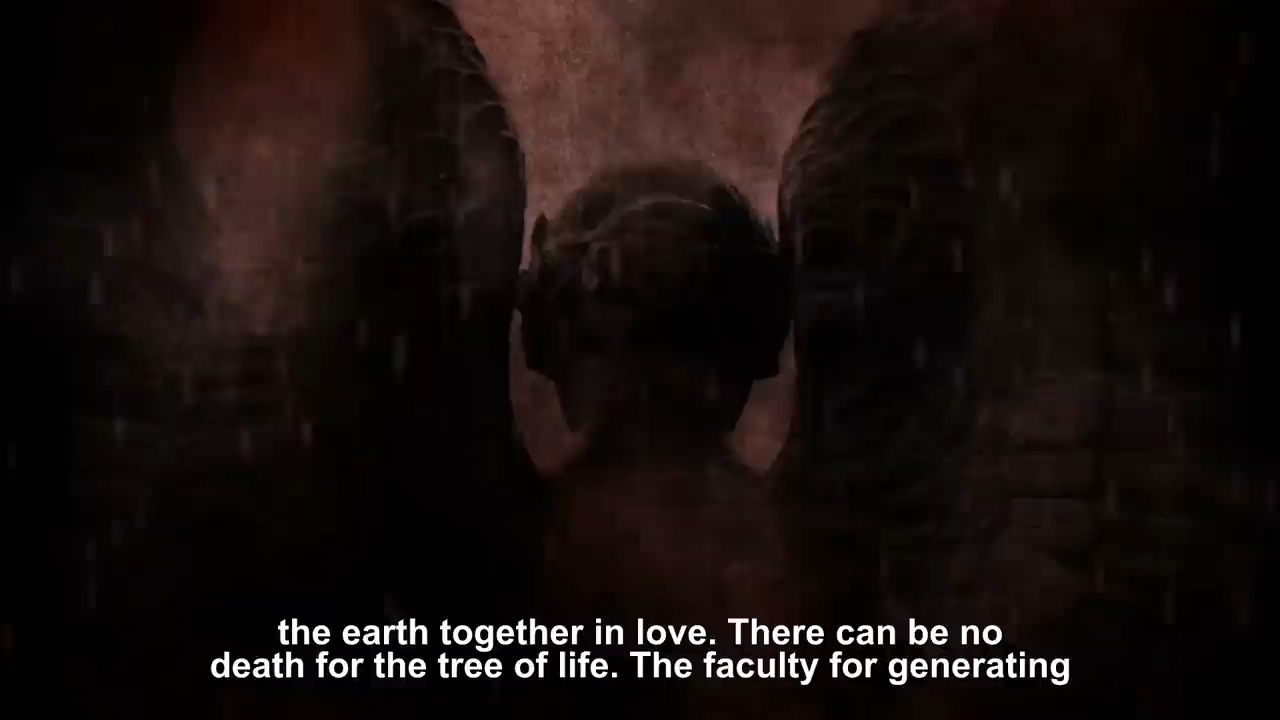 the earth together in love. There can be no
death for the tree of life. The faculty for generating